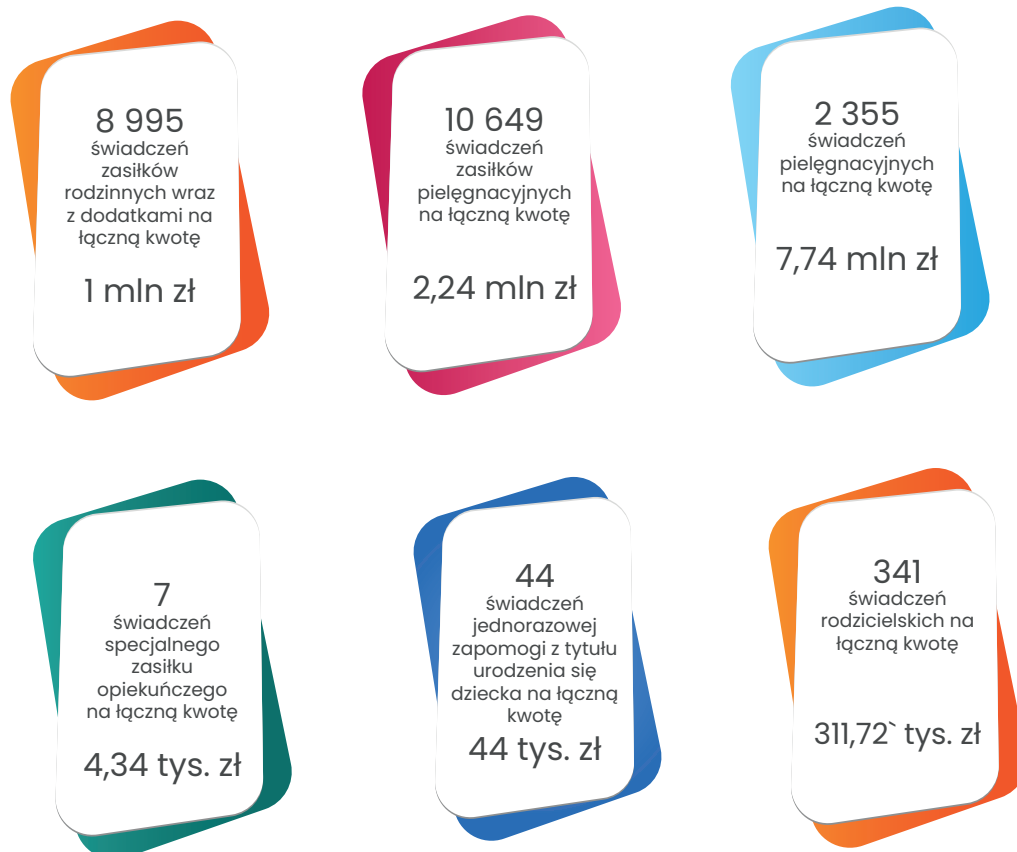 8 995
świadczeń
zasiłków
rodzinnych wraz
z dodatkami na
łączną kwotę
1 mln zł
10 649
świadczeń
zasiłków
pielęgnacyjnych
na łączną kwotę
2,24 mln zł
2 355
świadczeń
pielęgnacyjnych
na łączną kwotę
7,74 mln zł
7
świadczeń
specjalnego
zasiłku
opiekuńczego
na łączną kwotę
4,34 tys. zł
44
świadczeń
jednorazowej
zapomogi z tytułu
urodzenia się
dziecka na łączną
kwotę
44 tys. zł
341
świadczeń
rodzicielskich na
łączną kwotę
311,72` tys. zł